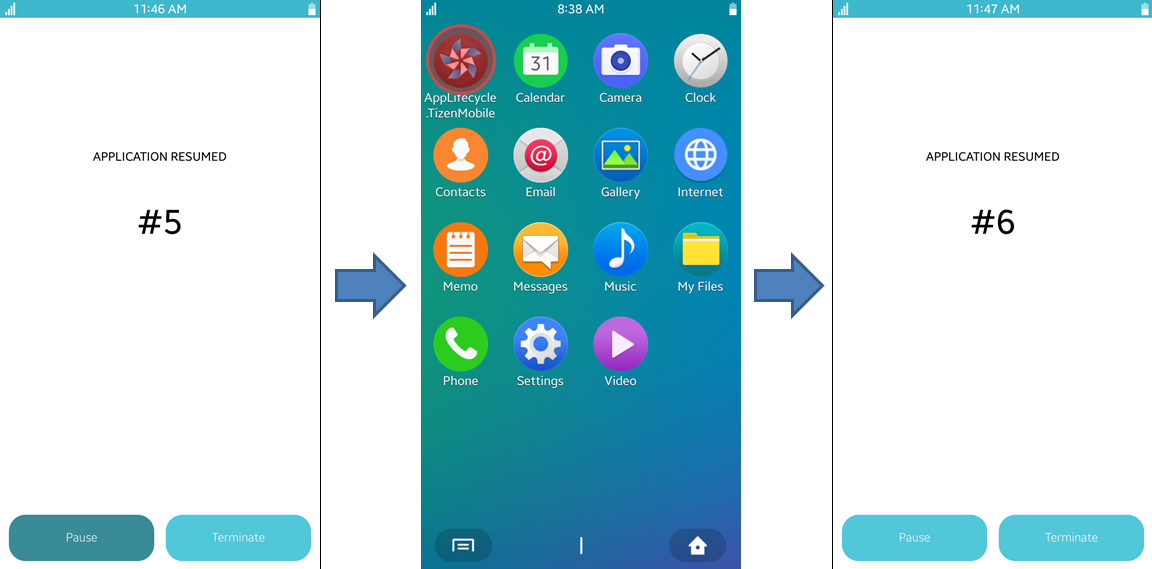 11:46 AM
APPLICATION RESUMED
#5
Pause
Terminate
8:38 AM
AppLifecycle
.TizenMobile
31
Calendar
Camera
Clock
Contacts
@
Email
Gallery
Internet
Memo
Messages
Music
My Files
Phone
Settings
Video
11:47 AM
APPLICATION RESUMED
#6
Pause
Terminate